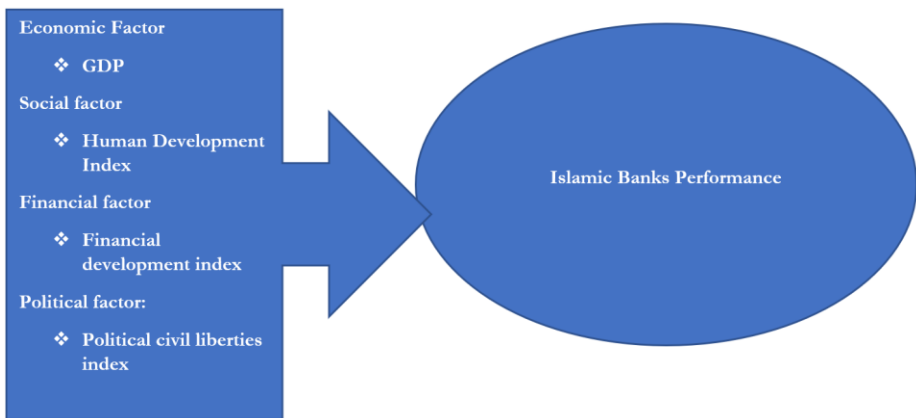 Economic Factor
❖ GDP
Social factor
❖ Human Development
Index
Financial factor
❖ Financial
development index
Political factor:
❖ Political civil liberties
index
Islamic Banks Performance